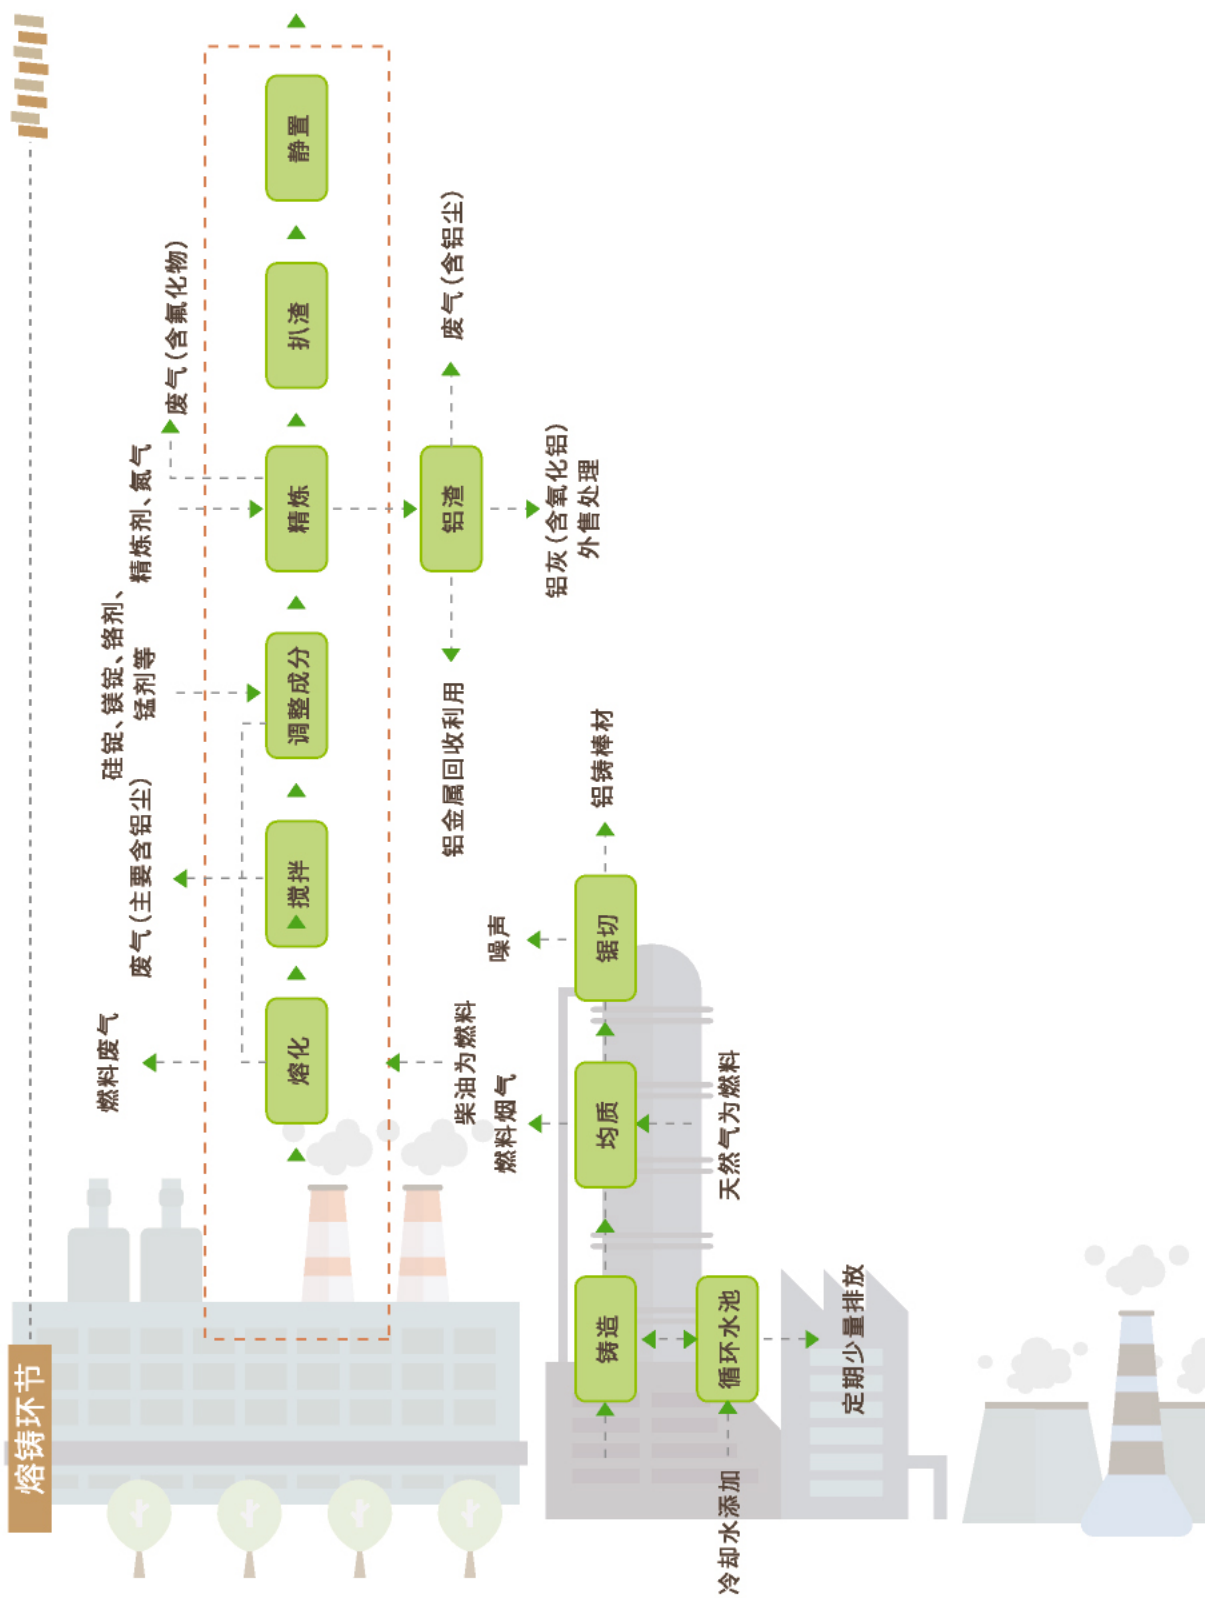 熔铸环节
燃料废气
废气（主要含铝尘）
硅锭、镁锭、铬剂、
锰剂等
精炼剂、氮气
废气（含氟化物）
熔化
搅拌
调整成分
精炼
扒渣
静置
柴油为燃料
铝金属回收利用
铝渣
废气（含铝尘）
铝灰（含氧化铝）
外售处理
燃料烟气
噪声
铸造
均质
锯切
铝铸棒材
冷却水添加
循环水池
天然气为燃料
定期少量排放